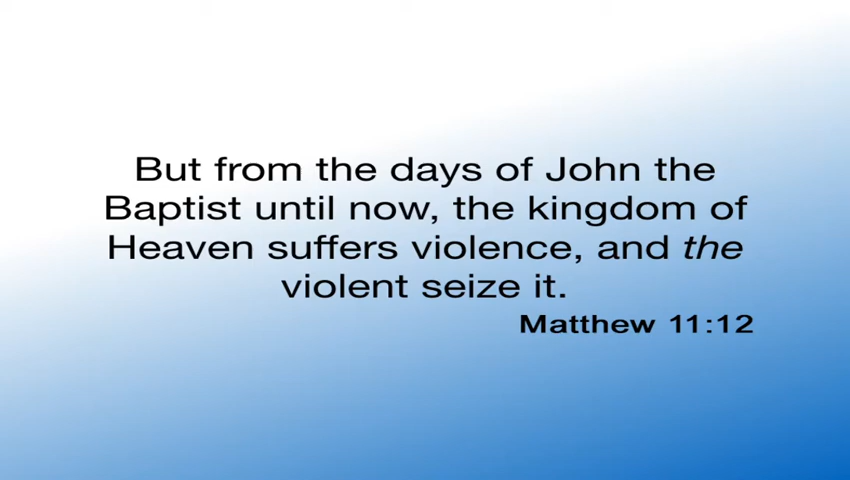 But from the days of John the
Baptist until now, the kingdom of
Heaven suffers violence, and the
violent seize it.
Matthew 11:12